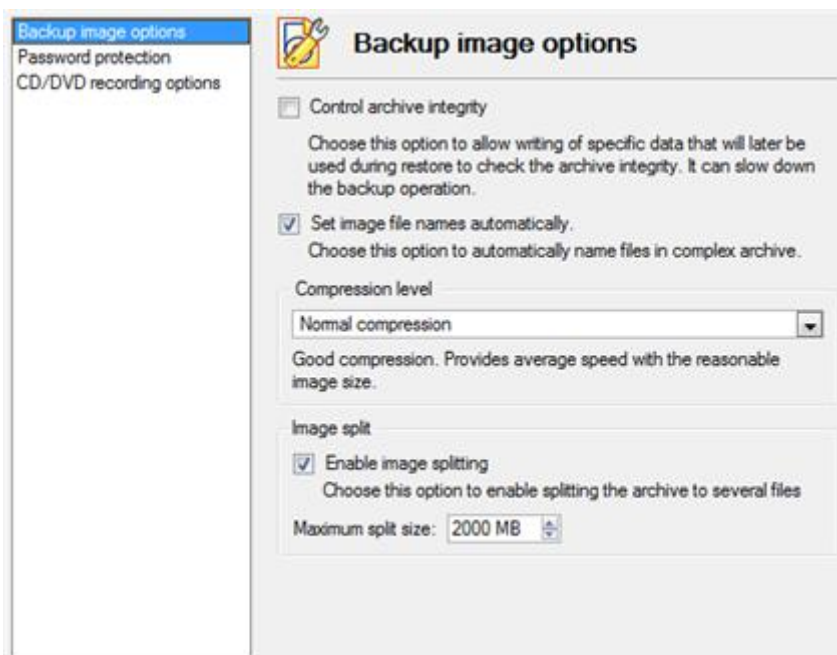 Backup image options
Password protection
CD/DVD recording options
Backup image options
Control archive integrity
Choose this option to allow writing of specific data that will later be
used during restore to check the archive integrity. It can slow down
the backup operation.
Set image file names automatically.
Choose this option to automatically name files in complex archive.
Compression level
Normal compression
Good compression. Provides average speed with the reasonable
image size.
Image split
Enable image splitting
Choose this option to enable splitting the archive to several files
Maximum split size: 2000 MB